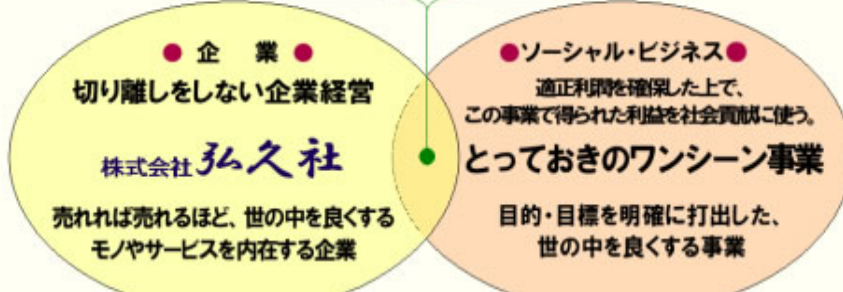 ● 企　業 ●
切り離しをしない企業経営
株式会社 弘久社
売れれば売れるほど、世の中を良くする
モノやサービスを内在する企業
●ソーシャル・ビジネス●
適正利潤を確保した上で、
この事業で得られた利益を社会貢献に使う。
とっておきのワンシーン事業
目的・目標を明確に打出した、
世の中を良くする事業